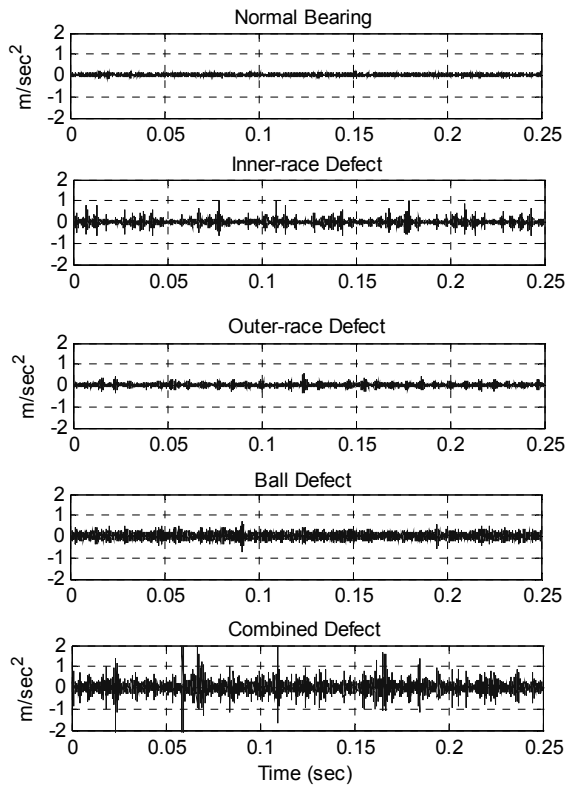 Normal Bearing
m/sec²
2
1
0
-1
-2
0 0.05 0.1 0.15 0.2 0.25
Inner-race Defect
2
1
0
-1
-2
0 0.05 0.1 0.15 0.2 0.25
Outer-race Defect
m/sec²
2
1
0
-1
-2
0 0.05 0.1 0.15 0.2 0.25
Ball Defect
2
1
0
-1
-2
0 0.05 0.1 0.15 0.2 0.25
Combined Defect
m/sec²
2
1
0
-1
-2
0 0.05 0.1 0.15 0.2 0.25
Time (sec)